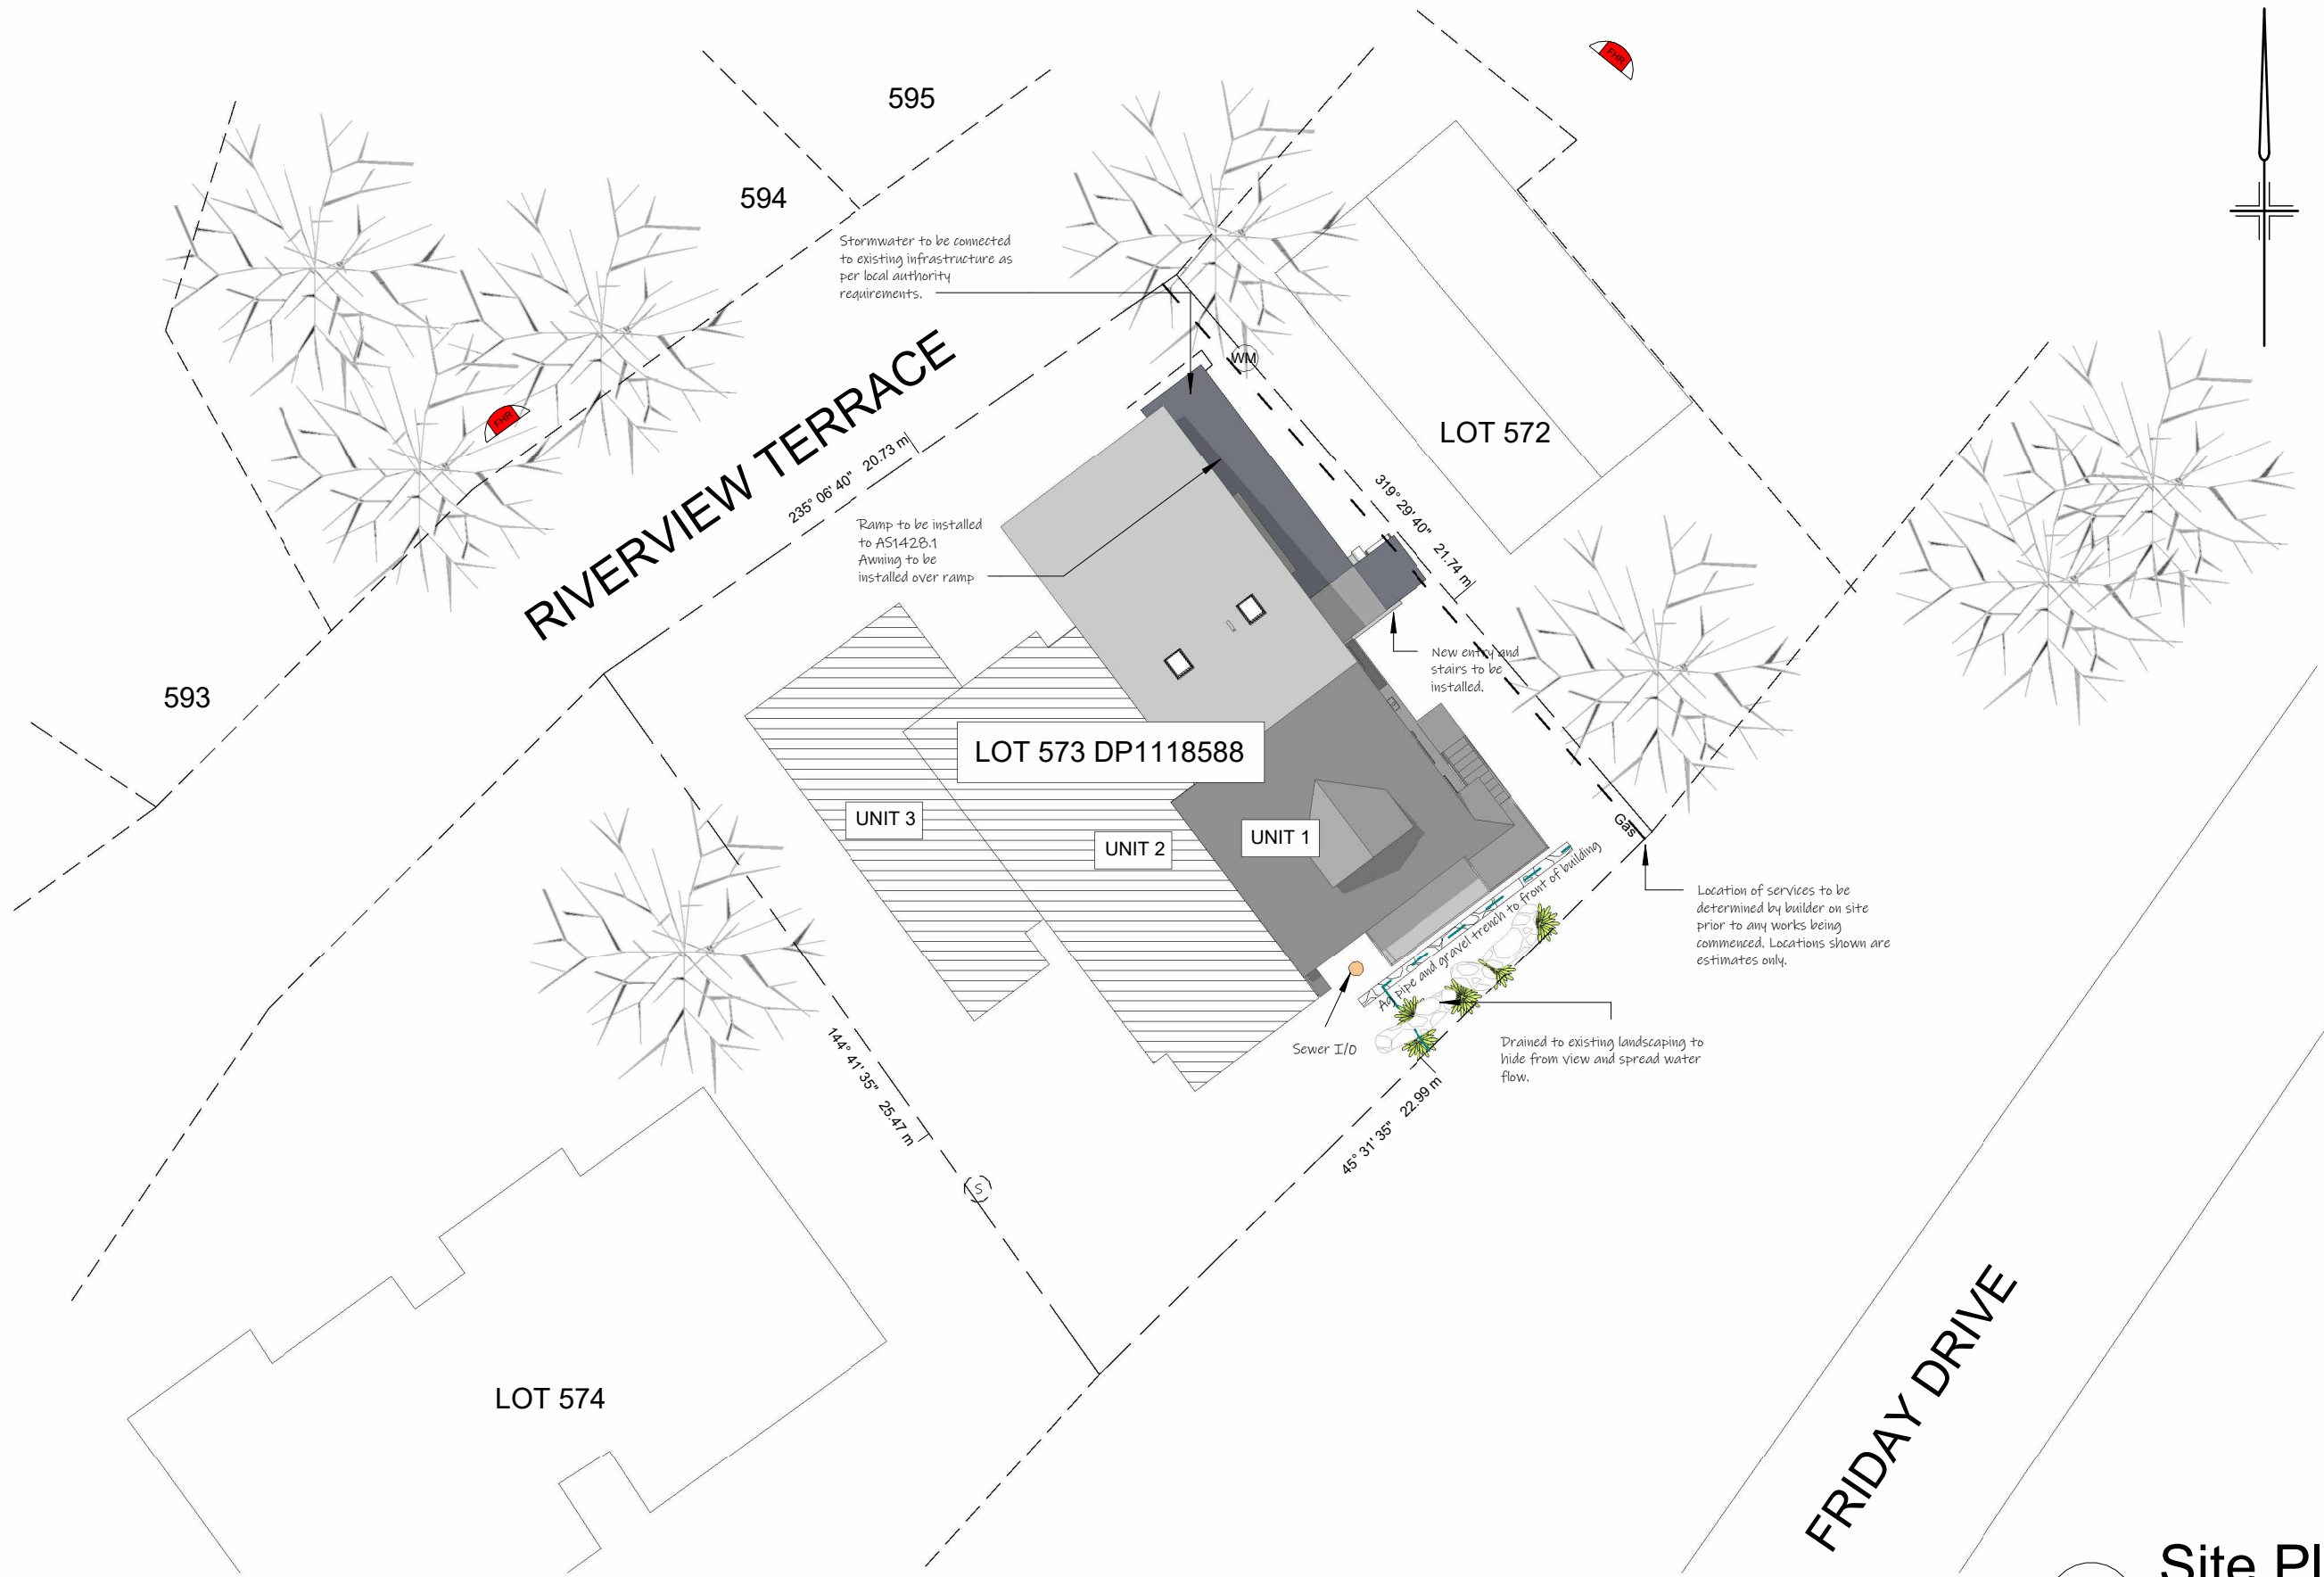 FHR
595
594
Stormwater to be connected
to existing infrastructure as
per local authority
requirements.
WM
RIVERVIEW TERRACE
FHR
LOT 572
235° 06' 40" 20.73 m
319° 29' 40" 21.74 m
Ramp to be installed
to AS1428.1
Awning to be
installed over ramp
New entry and
stairs to be
installed.
593
LOT 573 DP1118588
UNIT 3
UNIT 2
UNIT 1
Gas
Ag pipe and gravel trench to front of building
Location of services to be
determined by builder on site
prior to any works being
commenced. Locations shown are
estimates only.
Sewer I/O
Drained to existing landscaping to
hide from view and spread water
flow.
144° 41' 35" 25.47 m
45° 31' 35" 22.99 m
S
LOT 574
FRIDAY DRIVE
Site Pl